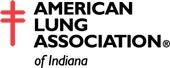 AMERICAN
LUNG
ASSOCIATION®
of Indiana